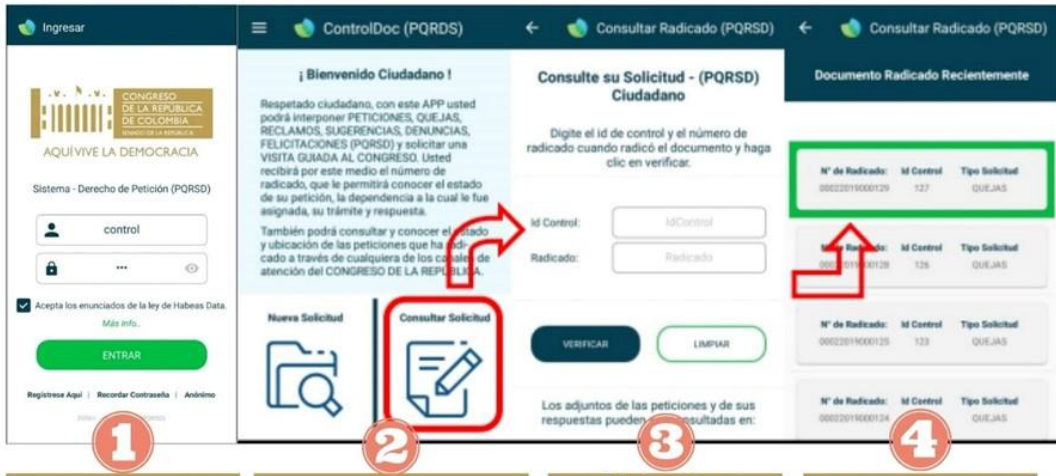 Ingresar
CONGRESO
DE LA REPÚBLICA
DE COLOMBIA
SENADO DE LA REPÚBLICA
AQUÍ VIVE LA DEMOCRACIA
Sistema - Derecho de Petición (PQRSD)
control
•••
Acepta los enunciados de la ley de Habeas Data.
Más info..
ENTRAR
Regístrese Aquí | Recordar Contraseña | Anónimo
1
ControlDoc (PQRDS)
¡ Bienvenido Ciudadano !
Respetado ciudadano, con este APP usted
podrá interponer PETICIONES, QUEJAS,
RECLAMOS, SUGERENCIAS, DENUNCIAS,
FELICITACIONES (PQRSD) y solicitar una
VISITA GUIADA AL CONGRESO. Usted
recibirá por este medio el número de
radicado, que le permitirá conocer el estado
de su petición, la dependencia a la cual le fue
asignada, su trámite y respuesta.
También podrá consultar y conocer el estado
y ubicación de las peticiones que ha radi-
cado a través de cualquiera de los canales de
atención del CONGRESO DE LA REPÚBLICA.
Nueva Solicitud
Consultar Solicitud
2
Consultar Radicado (PQRSD)
Consulte su Solicitud - (PQRSD)
Ciudadano
Digite el id de control y el número de
radicado cuando radicó el documento y haga
clic en verificar.
Id Control: IdControl
Radicado: Radicado
VERIFICAR LIMPIAR
Los adjuntos de las peticiones y de sus
respuestas pueden consultadas en:
3
Consultar Radicado (PQRSD)
Documento Radicado Recientemente
N° de Radicado: Id Control Tipo Solicitud
00022019000129 127 QUEJAS
N° de Radicado: Id Control Tipo Solicitud
00022019000128 126 QUEJAS
N° de Radicado: Id Control Tipo Solicitud
00022019000125 123 QUEJAS
N° de Radicado: Id Control Tipo Solicitud
00022019000124 QUEJAS
4